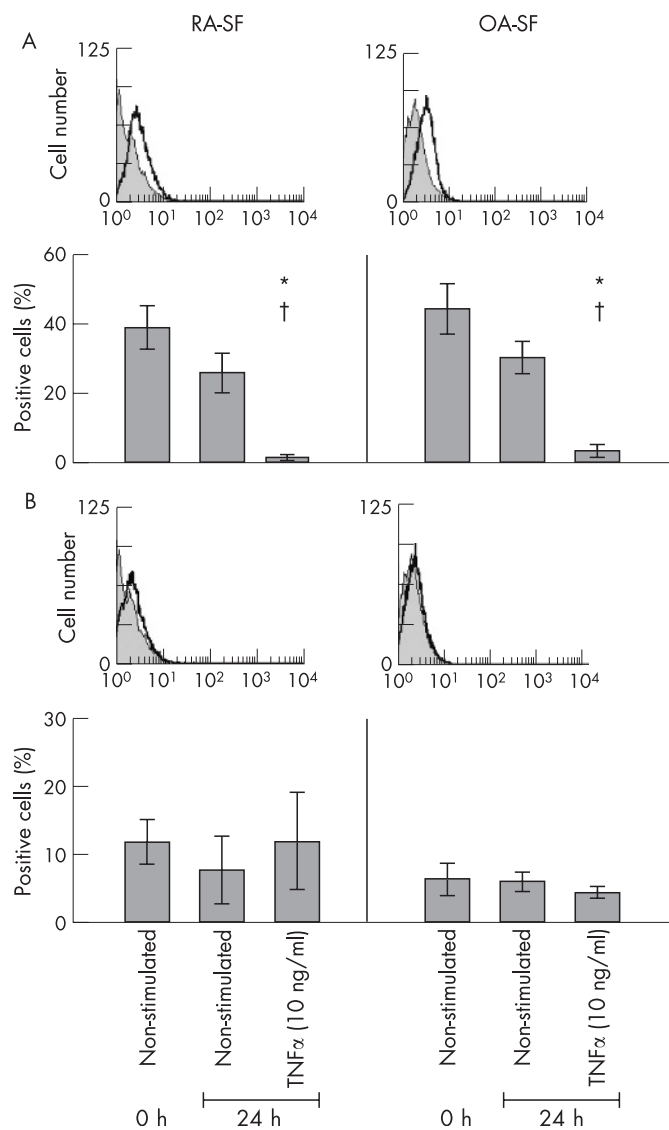 RA-SF OA-SF
A
125 125
Cell number
0 0
10⁰ 10¹ 10² 10³ 10⁴ 10⁰ 10¹ 10² 10³ 10⁴
60
40
20
0
Positive cells (%)
* *
† †
B
125 125
Cell number
0 0
10⁰ 10¹ 10² 10³ 10⁴ 10⁰ 10¹ 10² 10³ 10⁴
30
20
10
0
Positive cells (%)
Non-stimulated
Non-stimulated
TNFα (10 ng/ml)
Non-stimulated
Non-stimulated
TNFα (10 ng/ml)
0 h 24 h 0 h 24 h